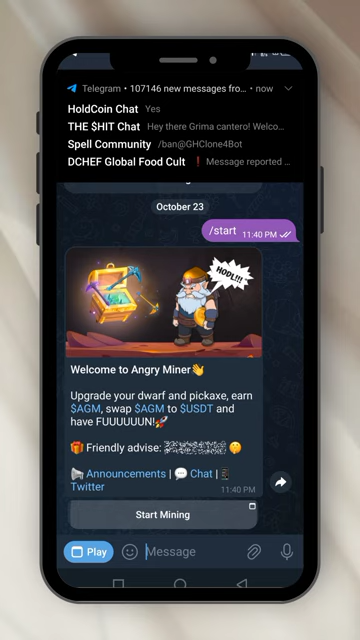 Telegram • 107146 new messages fro... • now
HoldCoin Chat Yes
THE $HIT Chat Hey there Grima cantero! Welco...
Spell Community /ban@GHClone4Bot
DCHEF Global Food Cult ❗ Message reported ...
October 23
/start 11:40 PM
HODL!!!
Welcome to Angry Miner👋
Upgrade your dwarf and pickaxe, earn
$AGM, swap $AGM to $USDT and
have FUUUUUUN!🚀
🎁 Friendly advise: 🤫
📢 Announcements | 💬 Chat | 📱
Twitter
11:40 PM
Start Mining
Play
Message